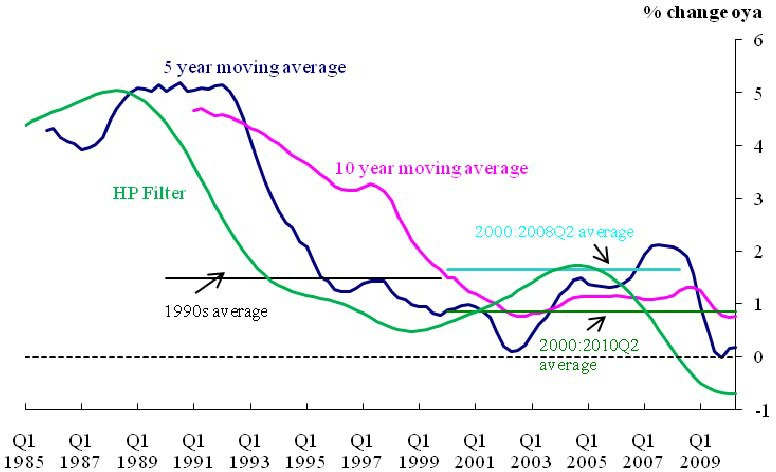 % change oya
6
5 year moving average
5
4
10 year moving average
HP Filter
3
2000:2008Q2 average
2
1990s average
1
2000:2010Q2
average
0
-1
Q1 Q1 Q1 Q1 Q1 Q1 Q1 Q1 Q1 Q1 Q1 Q1 Q1
1985 1987 1989 1991 1993 1995 1997 1999 2001 2003 2005 2007 2009